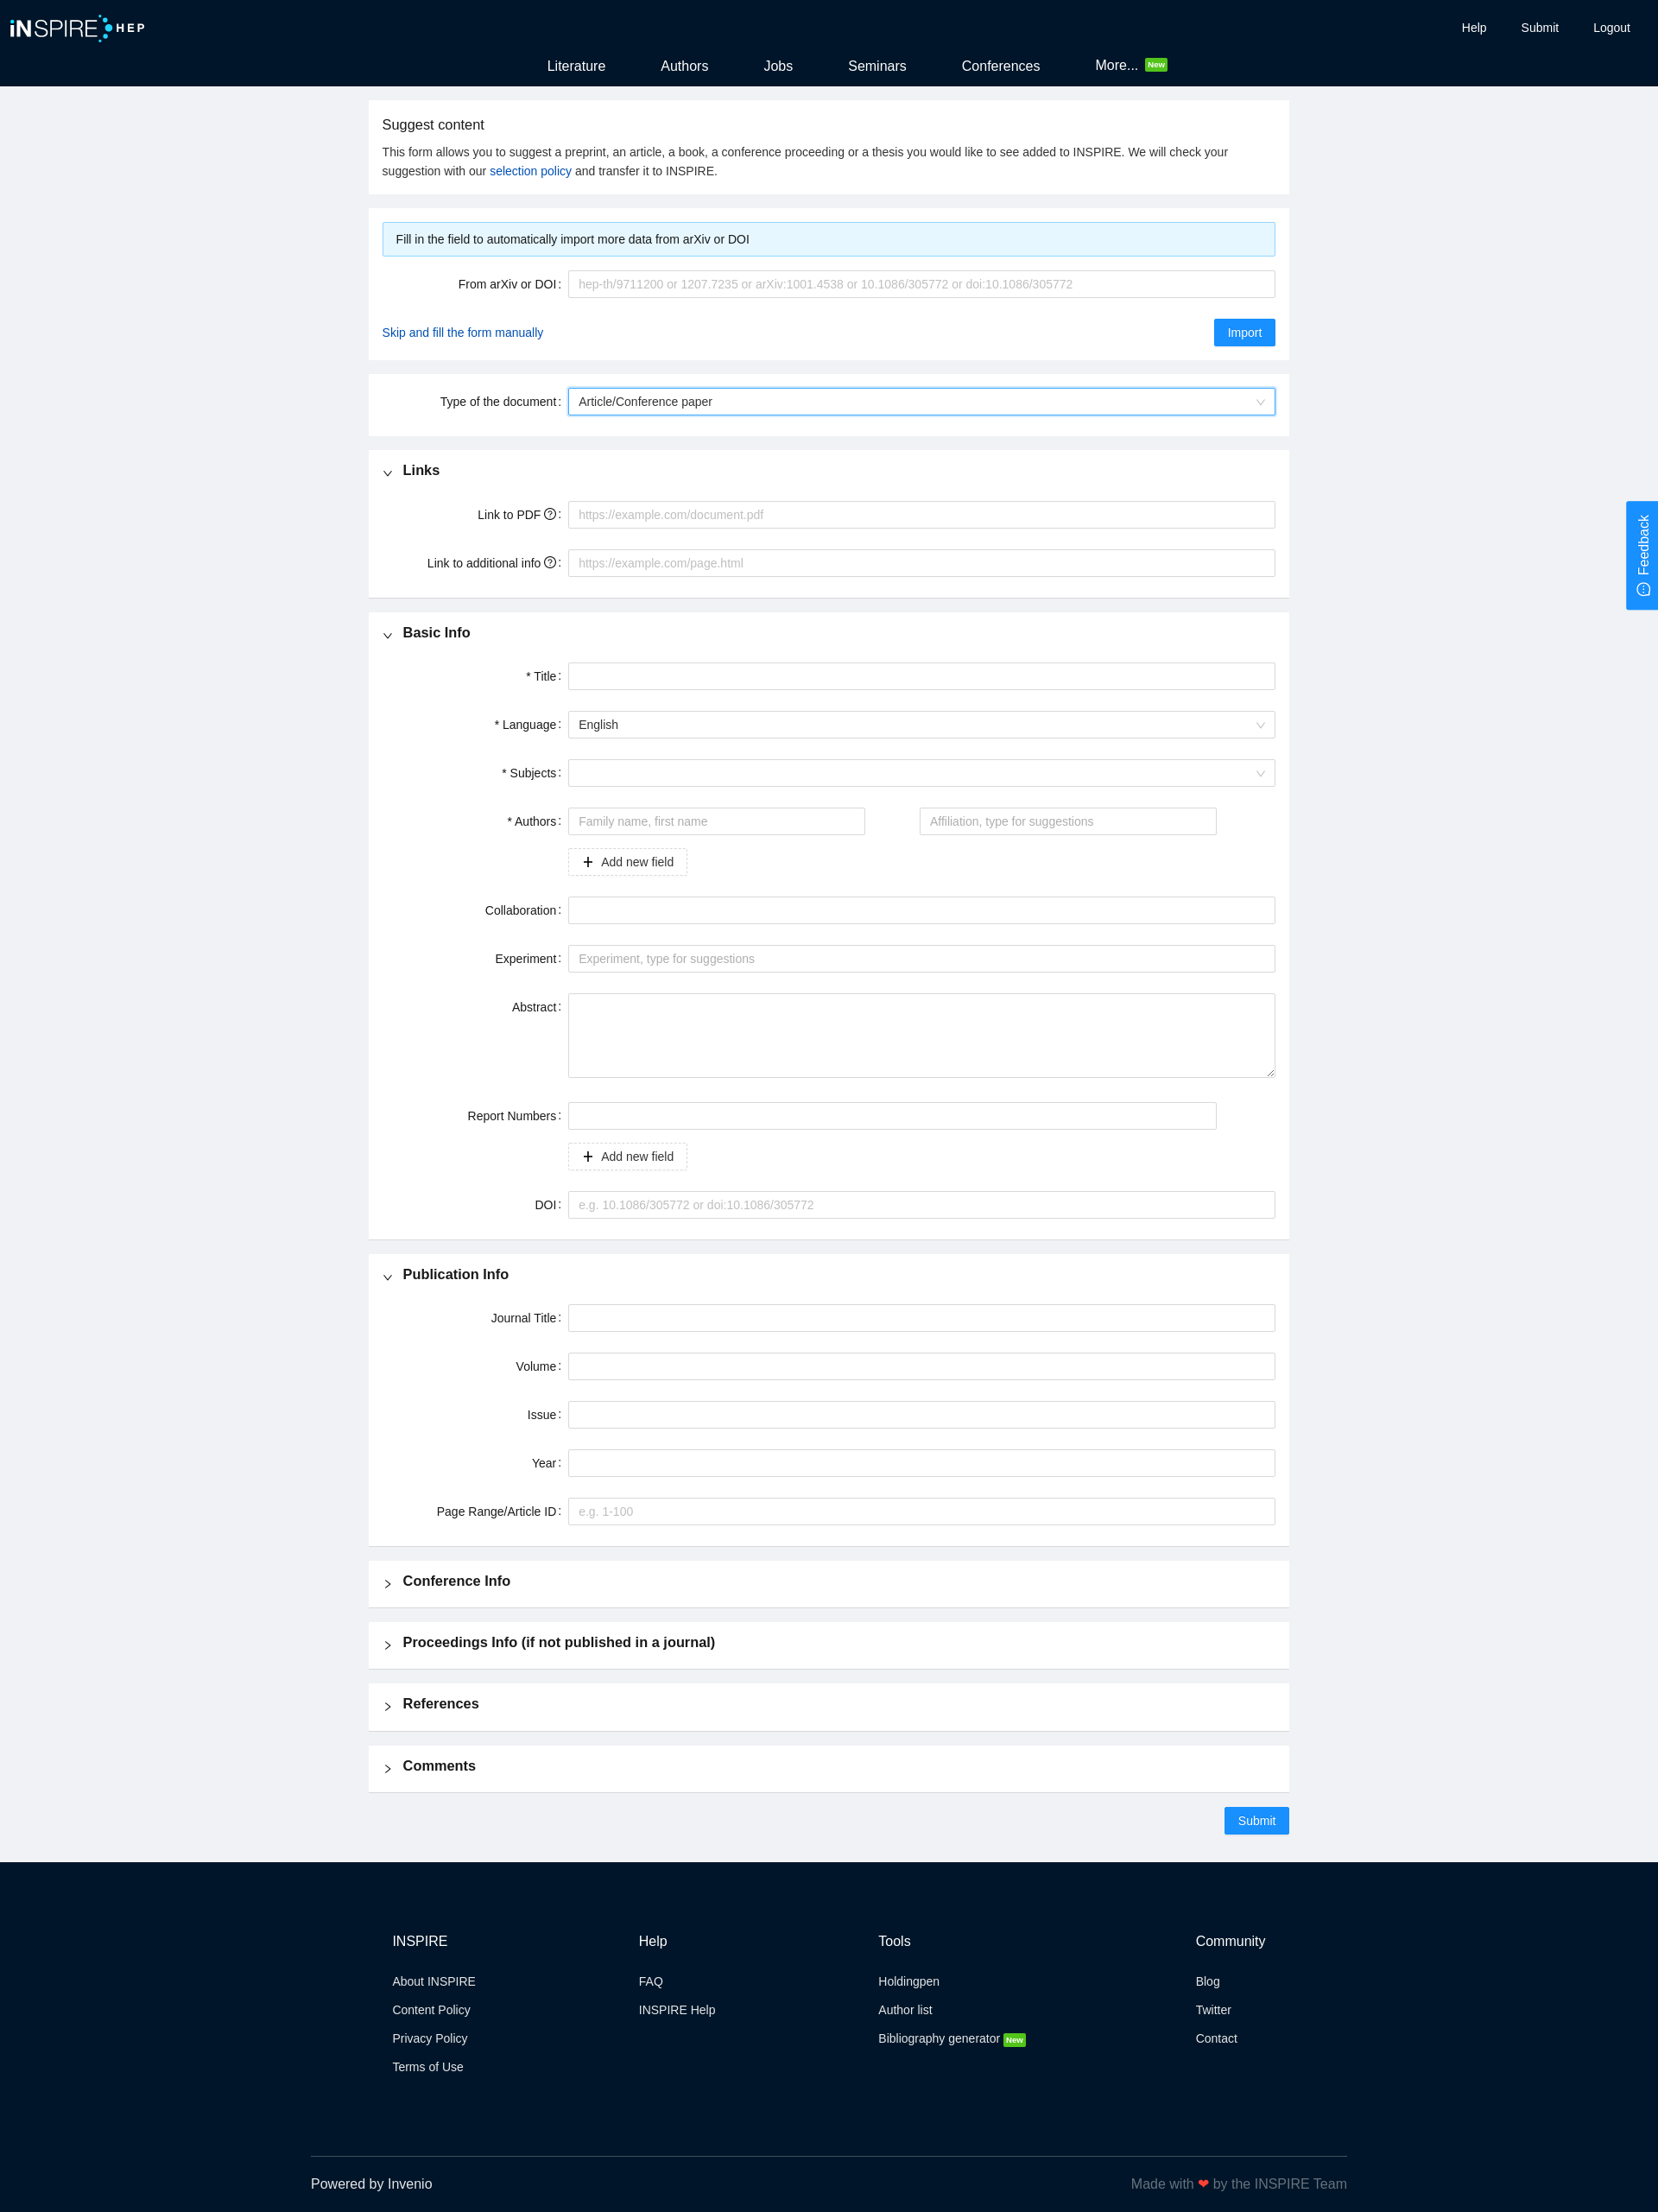 iNSPIRE HEP
Help Submit Logout
Literature Authors Jobs Seminars Conferences More... New
Suggest content
This form allows you to suggest a preprint, an article, a book, a conference proceeding or a thesis you would like to see added to INSPIRE. We will check your
suggestion with our selection policy and transfer it to INSPIRE.
Fill in the field to automatically import more data from arXiv or DOI
From arXiv or DOI: hep-th/9711200 or 1207.7235 or arXiv:1001.4538 or 10.1086/305772 or doi:10.1086/305772
Skip and fill the form manually Import
Type of the document: Article/Conference paper
Links
Link to PDF : https://example.com/document.pdf
Link to additional info : https://example.com/page.html
Feedback
Basic Info
* Title:
* Language: English
* Subjects:
* Authors: Family name, first name Affiliation, type for suggestions
+ Add new field
Collaboration:
Experiment: Experiment, type for suggestions
Abstract:
Report Numbers:
+ Add new field
DOI: e.g. 10.1086/305772 or doi:10.1086/305772
Publication Info
Journal Title:
Volume:
Issue:
Year:
Page Range/Article ID: e.g. 1-100
Conference Info
Proceedings Info (if not published in a journal)
References
Comments
Submit
INSPIRE Help Tools Community
About INSPIRE FAQ Holdingpen Blog
Content Policy INSPIRE Help Author list Twitter
Privacy Policy Bibliography generator New Contact
Terms of Use
Powered by Invenio Made with ❤ by the INSPIRE Team